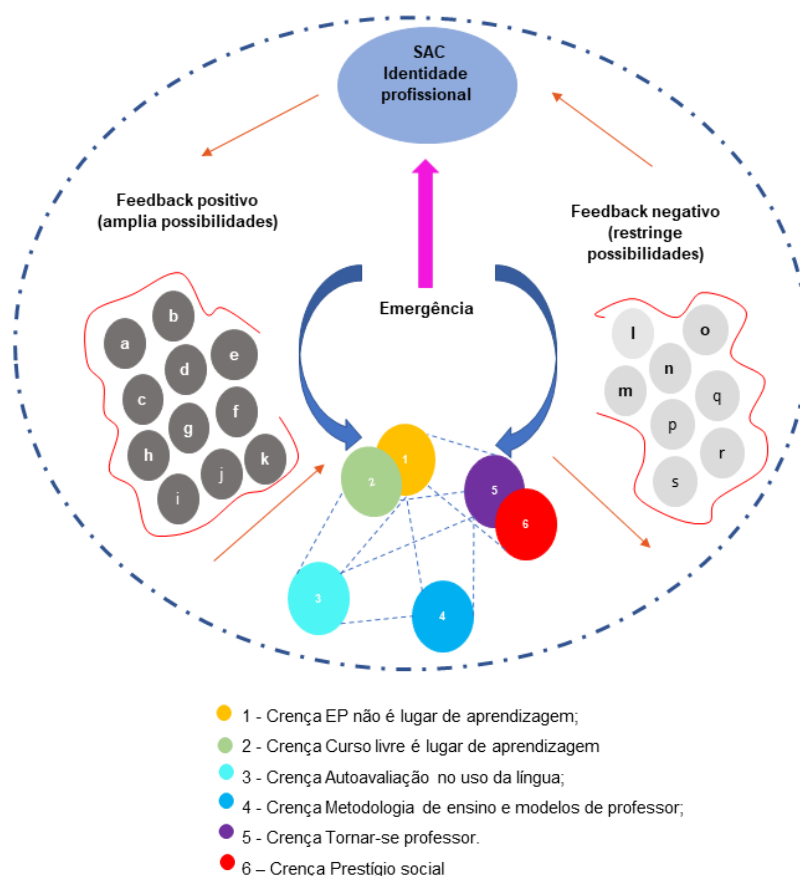 SAC
Identidade
profissional
Feedback positivo
(amplia possibilidades)
Feedback negativo
(restringe
possibilidades)
Emergência
b
a
e
d
c
f
g
h
k
j
i
l
o
n
m
q
p
r
s
1
2
5
6
3
4
1 - Crença EP não é lugar de aprendizagem;
2 - Crença Curso livre é lugar de aprendizagem
3 - Crença Autoavaliação no uso da língua;
4 - Crença Metodologia de ensino e modelos de professor;
5 - Crença Tornar-se professor.
6 – Crença Prestígio social